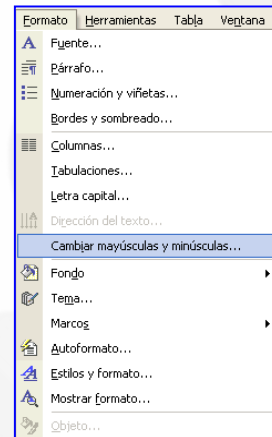 Formato Herramientas Tabla Ventana
Fuente...
Párrafo...
Numeración y viñetas...
Bordes y sombreado...
Columnas...
Tabulaciones...
Letra capital...
Dirección del texto...
Cambiar mayúsculas y minúsculas...
Fondo
Tema...
Marcos
Autoformato...
Estilos y formato...
Mostrar formato...
Objeto...